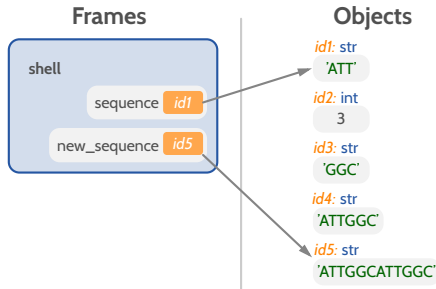 Frames
Objects
shell
sequence id1
new_sequence id5
id1: str
'ATT'
id2: int
3
id3: str
'GGC'
id4: str
'ATTGGC'
id5: str
'ATTGGCATTGGC'